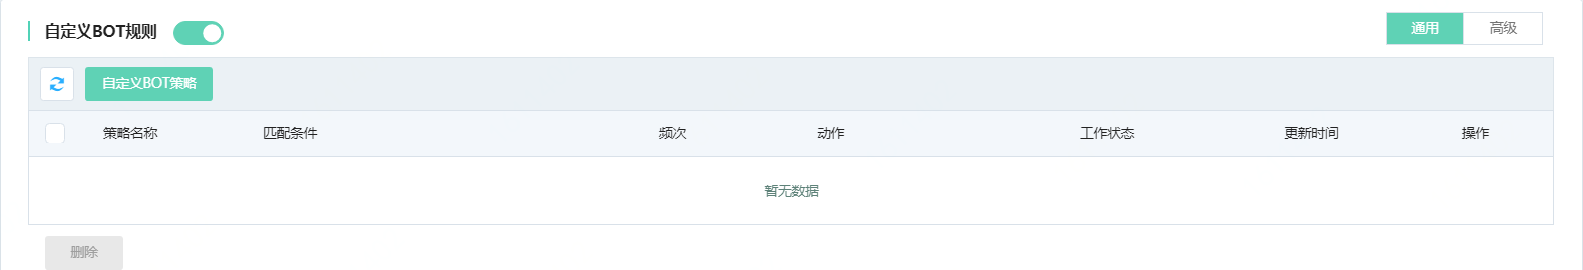 自定义BOT规则
通用 高级
自定义BOT策略
策略名称 匹配条件 频次 动作 工作状态 更新时间 操作
暂无数据
删除